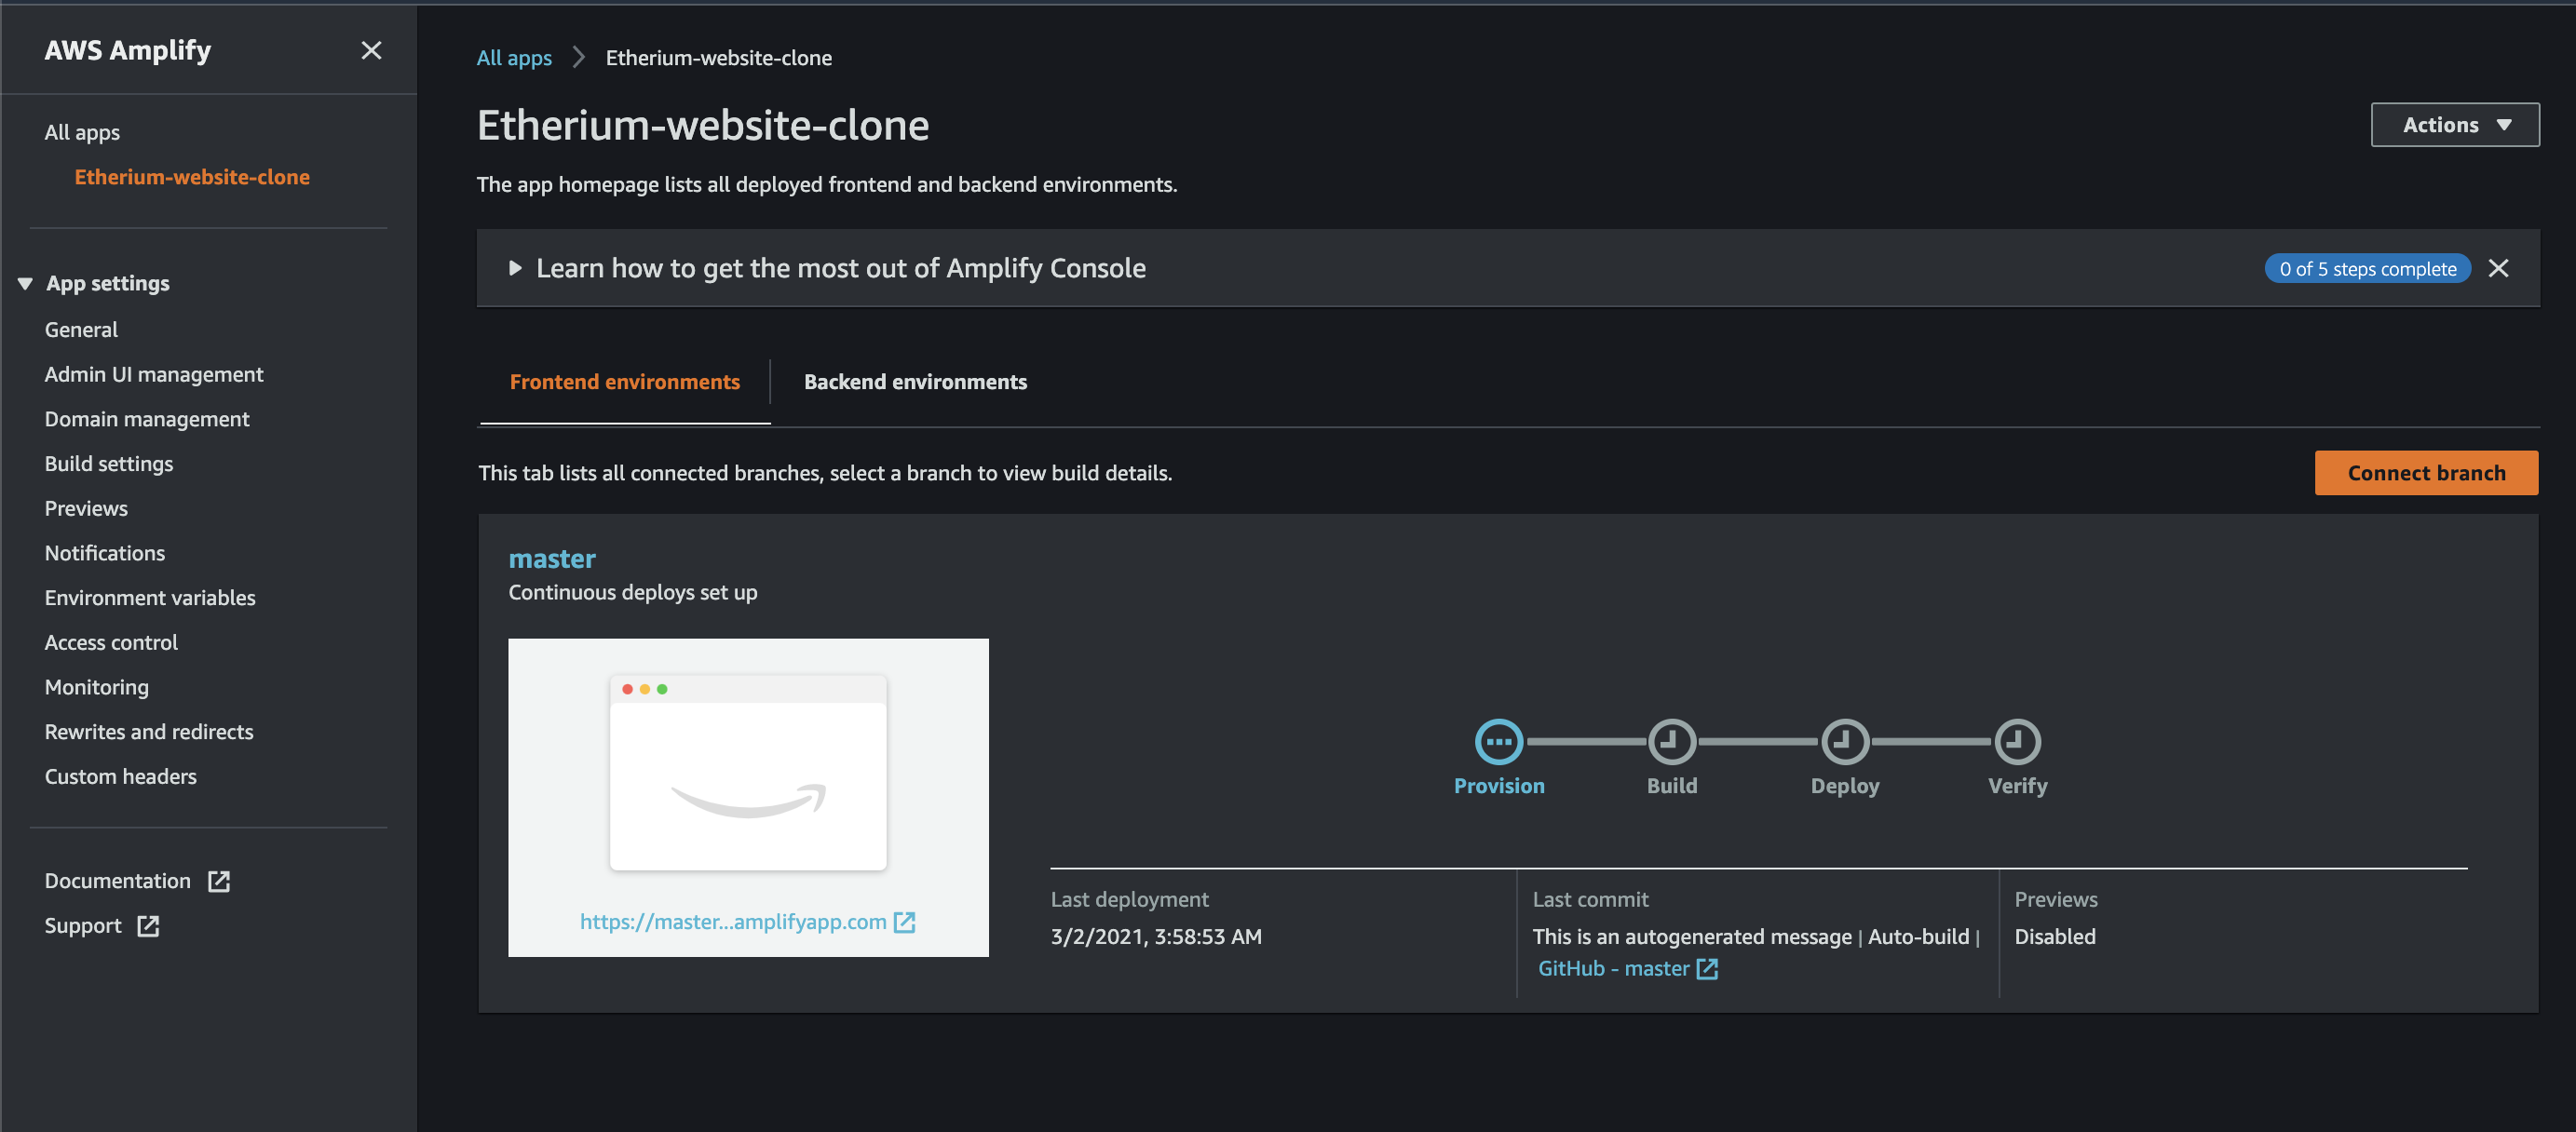 AWS Amplify
All apps
Etherium-website-clone
App settings
General
Admin UI management
Domain management
Build settings
Previews
Notifications
Environment variables
Access control
Monitoring
Rewrites and redirects
Custom headers
Documentation
Support
All apps
Etherium-website-clone
Etherium-website-clone
Actions
The app homepage lists all deployed frontend and backend environments.
Learn how to get the most out of Amplify Console
0 of 5 steps complete
Frontend environments
Backend environments
This tab lists all connected branches, select a branch to view build details.
Connect branch
master
Continuous deploys set up
https://master...amplifyapp.com
Provision
Build
Deploy
Verify
Last deployment
3/2/2021, 3:58:53 AM
Last commit
This is an autogenerated message | Auto-build |
GitHub - master
Previews
Disabled